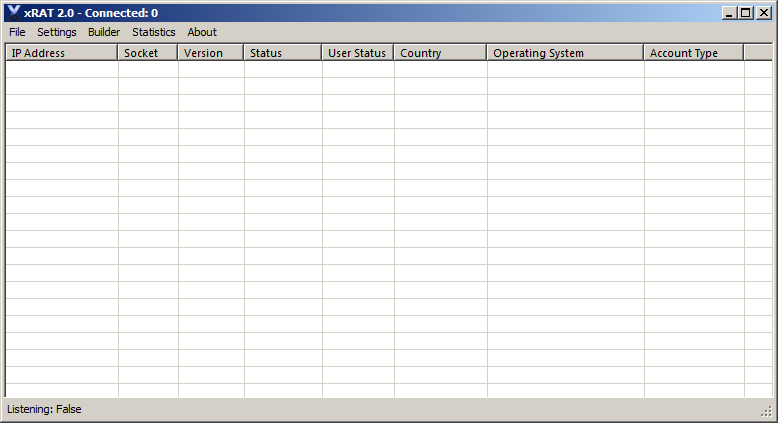 xRAT 2.0 - Connected: 0
File Settings Builder Statistics About
IP Address Socket Version Status User Status Country Operating System Account Type
Listening: False